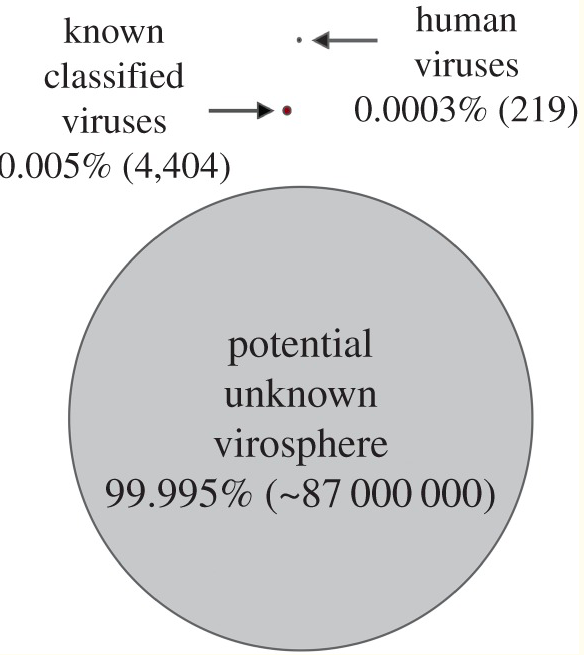 known
classified
viruses
0.005% (4,404)
human
viruses
0.0003% (219)
potential
unknown
virosphere
99.995% (~87 000 000)